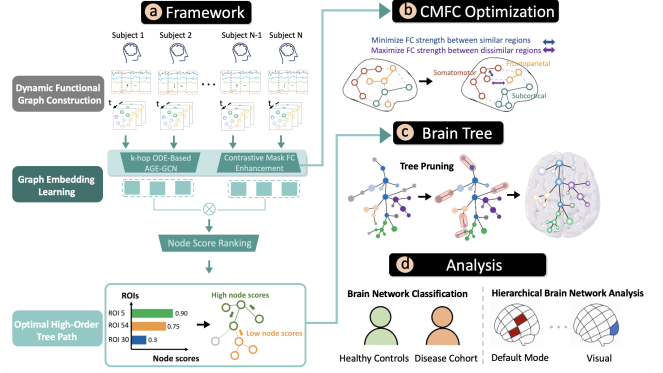 a Framework
Subject 1
Subject 2
Subject N-1
Subject N
Dynamic Functional
Graph Construction
t
t
t
t
...
k-hop ODE-Based
AGE-GCN
Contrastive Mask FC
Enhancement
Graph Embedding
Learning
Node Score Ranking
Optimal High-Order
Tree Path
ROIs
ROI 5
0.90
ROI 54
0.75
ROI 30
0.3
Node scores
High node scores
Low node scores
b CMFC Optimization
Minimize FC strength between similar regions
Maximize FC strength between dissimilar regions
Somatomotor
Frontoparietal
Subcortical
c Brain Tree
Tree Pruning
d Analysis
Brain Network Classification
Healthy Controls
Disease Cohort
Hierarchical Brain Network Analysis
...
Default Mode
Visual